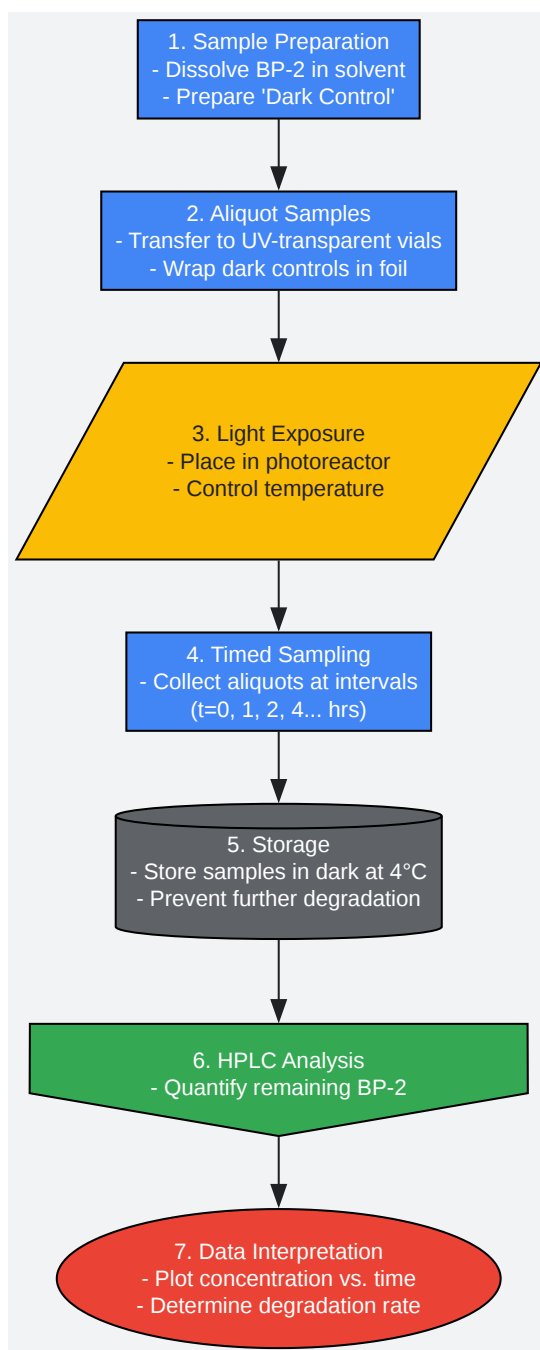 1. Sample Preparation
- Dissolve BP-2 in solvent
- Prepare 'Dark Control'
2. Aliquot Samples
- Transfer to UV-transparent vials
- Wrap dark controls in foil
3. Light Exposure
- Place in photoreactor
- Control temperature
4. Timed Sampling
- Collect aliquots at intervals
(t=0, 1, 2, 4... hrs)
5. Storage
- Store samples in dark at 4°C
- Prevent further degradation
6. HPLC Analysis
- Quantify remaining BP-2
7. Data Interpretation
- Plot concentration vs. time
- Determine degradation rate